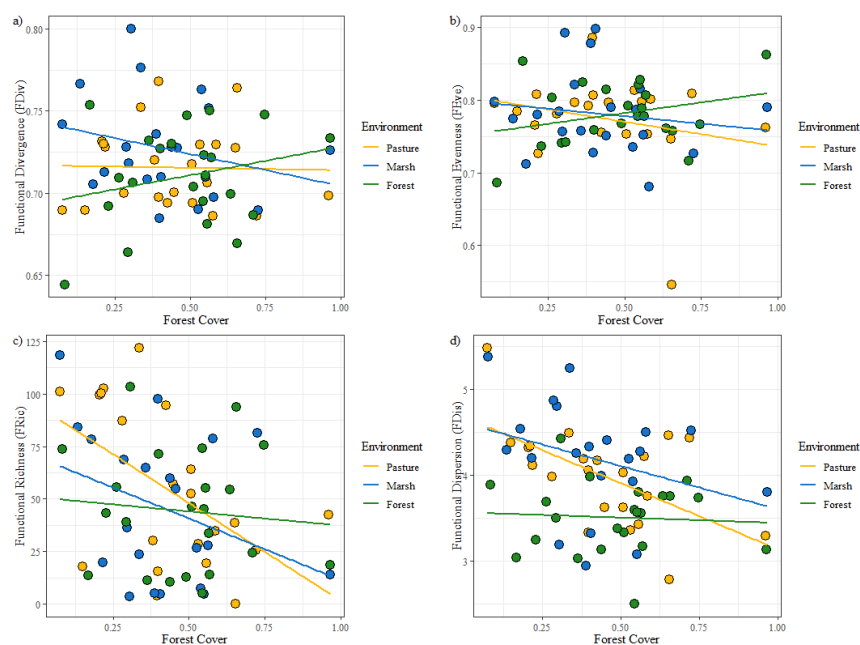 a)
Functional Divergence (FDiv)
0.80
0.75
0.70
0.65
0.25
0.50
0.75
1.00
Forest Cover
Environment
Pasture
Marsh
Forest
b)
Functional Evenness (FEve)
0.9
0.8
0.7
0.6
0.25
0.50
0.75
1.00
Forest Cover
Environment
Pasture
Marsh
Forest
c)
Functional Richness (FRic)
125
100
75
50
25
0
0.25
0.50
0.75
1.00
Forest Cover
Environment
Pasture
Marsh
Forest
d)
Functional Dispersion (FDis)
5
4
3
0.25
0.50
0.75
1.00
Forest Cover
Environment
Pasture
Marsh
Forest